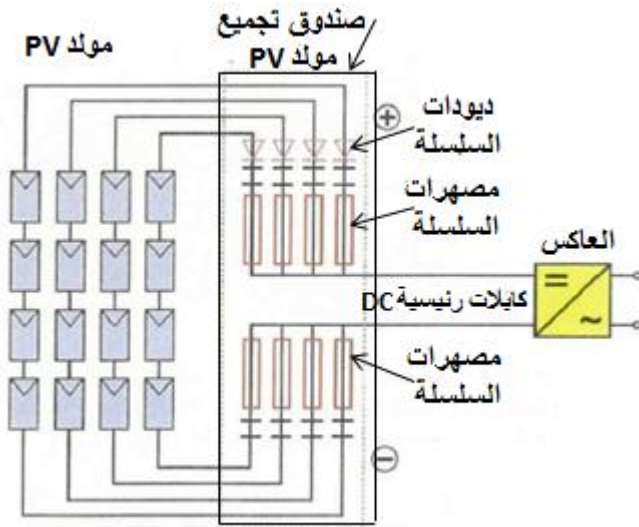 صندوق تجميع
مولد PV
مولد PV
ديودات
السلسلة
مصهرات
السلسلة
العاكس
كابلات رئيسية DC
مصهرات
السلسلة